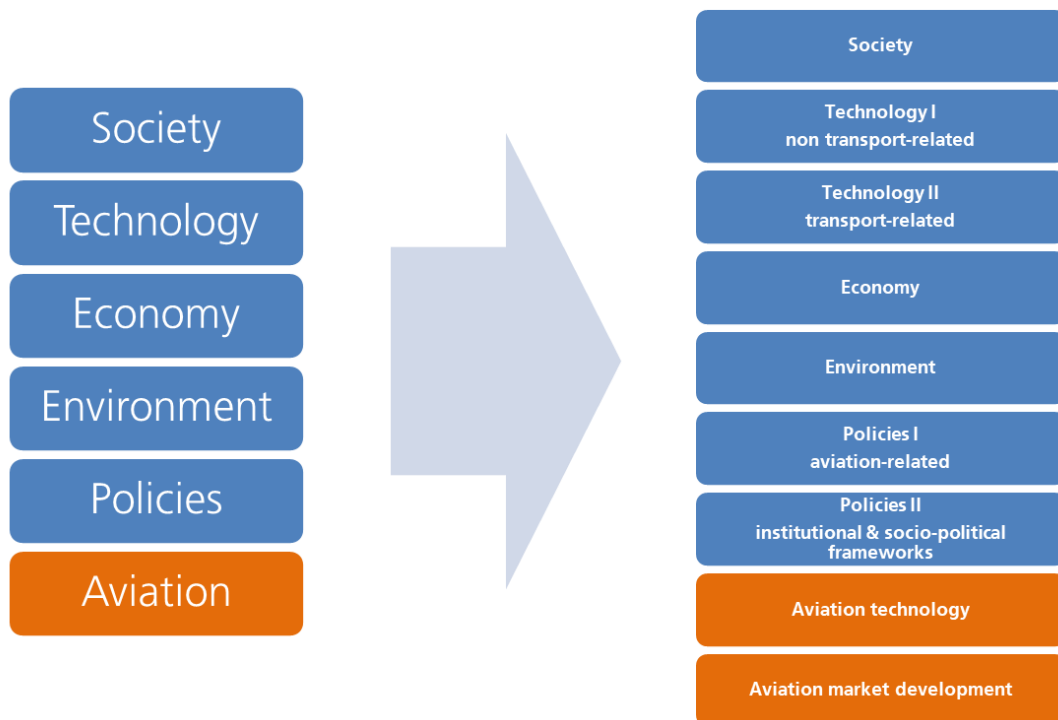 Society
Technology
Economy
Environment
Policies
Aviation
Society
Technology I
non transport-related
Technology II
transport-related
Economy
Environment
Policies I
aviation-related
Policies II
institutional & socio-political
frameworks
Aviation technology
Aviation market development